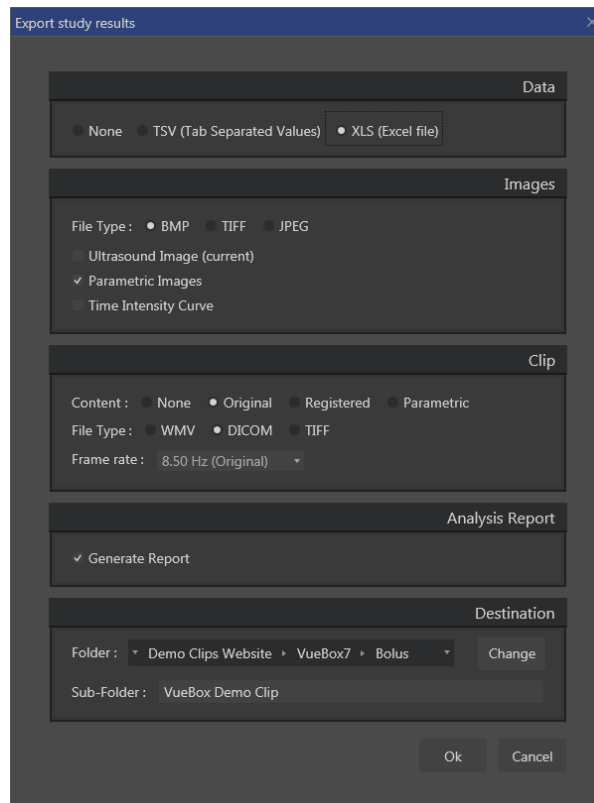 Export study results
Data
None TSV (Tab Separated Values) XLS (Excel file)
Images
File Type : BMP TIFF JPEG
Ultrasound Image (current)
Parametric Images
Time Intensity Curve
Clip
Content : None Original Registered Parametric
File Type : WMV DICOM TIFF
Frame rate : 8.50 Hz (Original)
Analysis Report
Generate Report
Destination
Folder : Demo Clips Website VueBox7 Bolus Change
Sub-Folder : VueBox Demo Clip
Ok Cancel